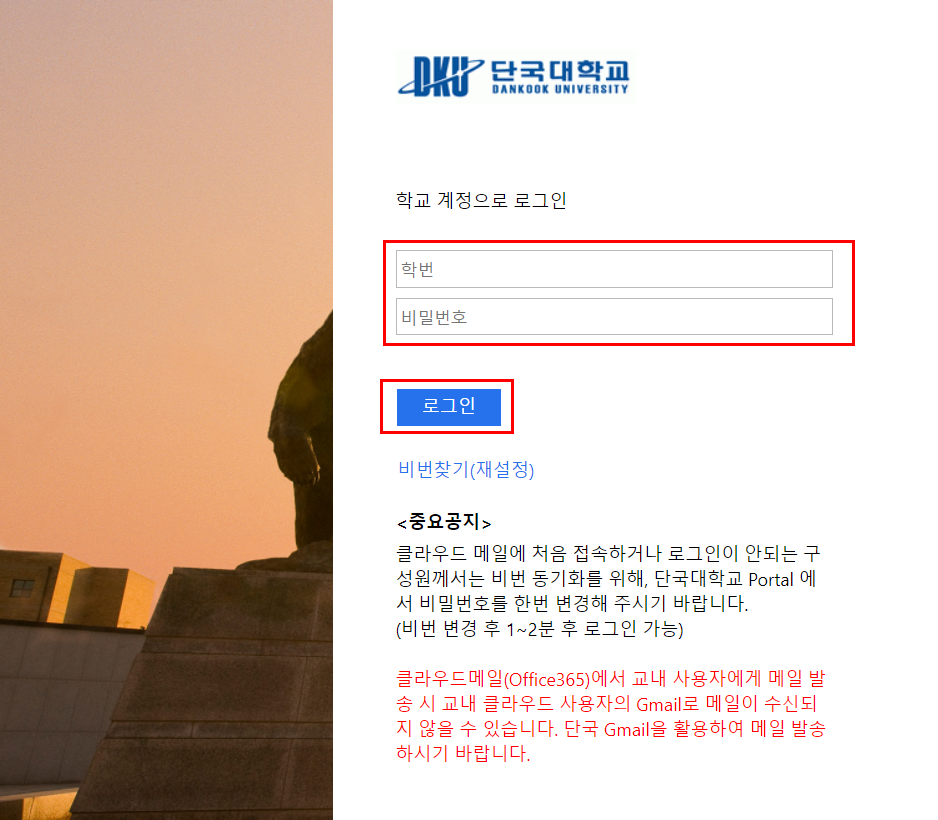 DKU 단국대학교
DANKOOK UNIVERSITY
학교 계정으로 로그인
학번
비밀번호
로그인
비번찾기(재설정)
<중요공지>
클라우드 메일에 처음 접속하거나 로그인이 안되는 구
성원께서는 비번 동기화를 위해, 단국대학교 Portal 에
서 비밀번호를 한번 변경해 주시기 바랍니다.
(비번 변경 후 1~2분 후 로그인 가능)
클라우드메일(Office365)에서 교내 사용자에게 메일 발
송 시 교내 클라우드 사용자의 Gmail로 메일이 수신되
지 않을 수 있습니다. 단국 Gmail을 활용하여 메일 발송
하시기 바랍니다.